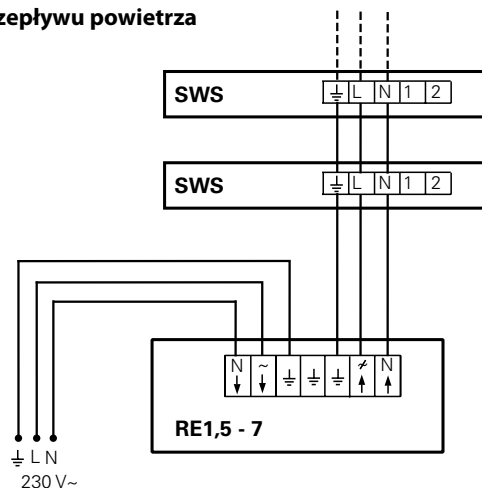 zepływu powietrza
SWS ⏚ L N 1 2
SWS ⏚ L N 1 2
N ~ ⏚ ⏚ ⏚ ≁ N
RE1,5 - 7
⏚ L N
230 V~